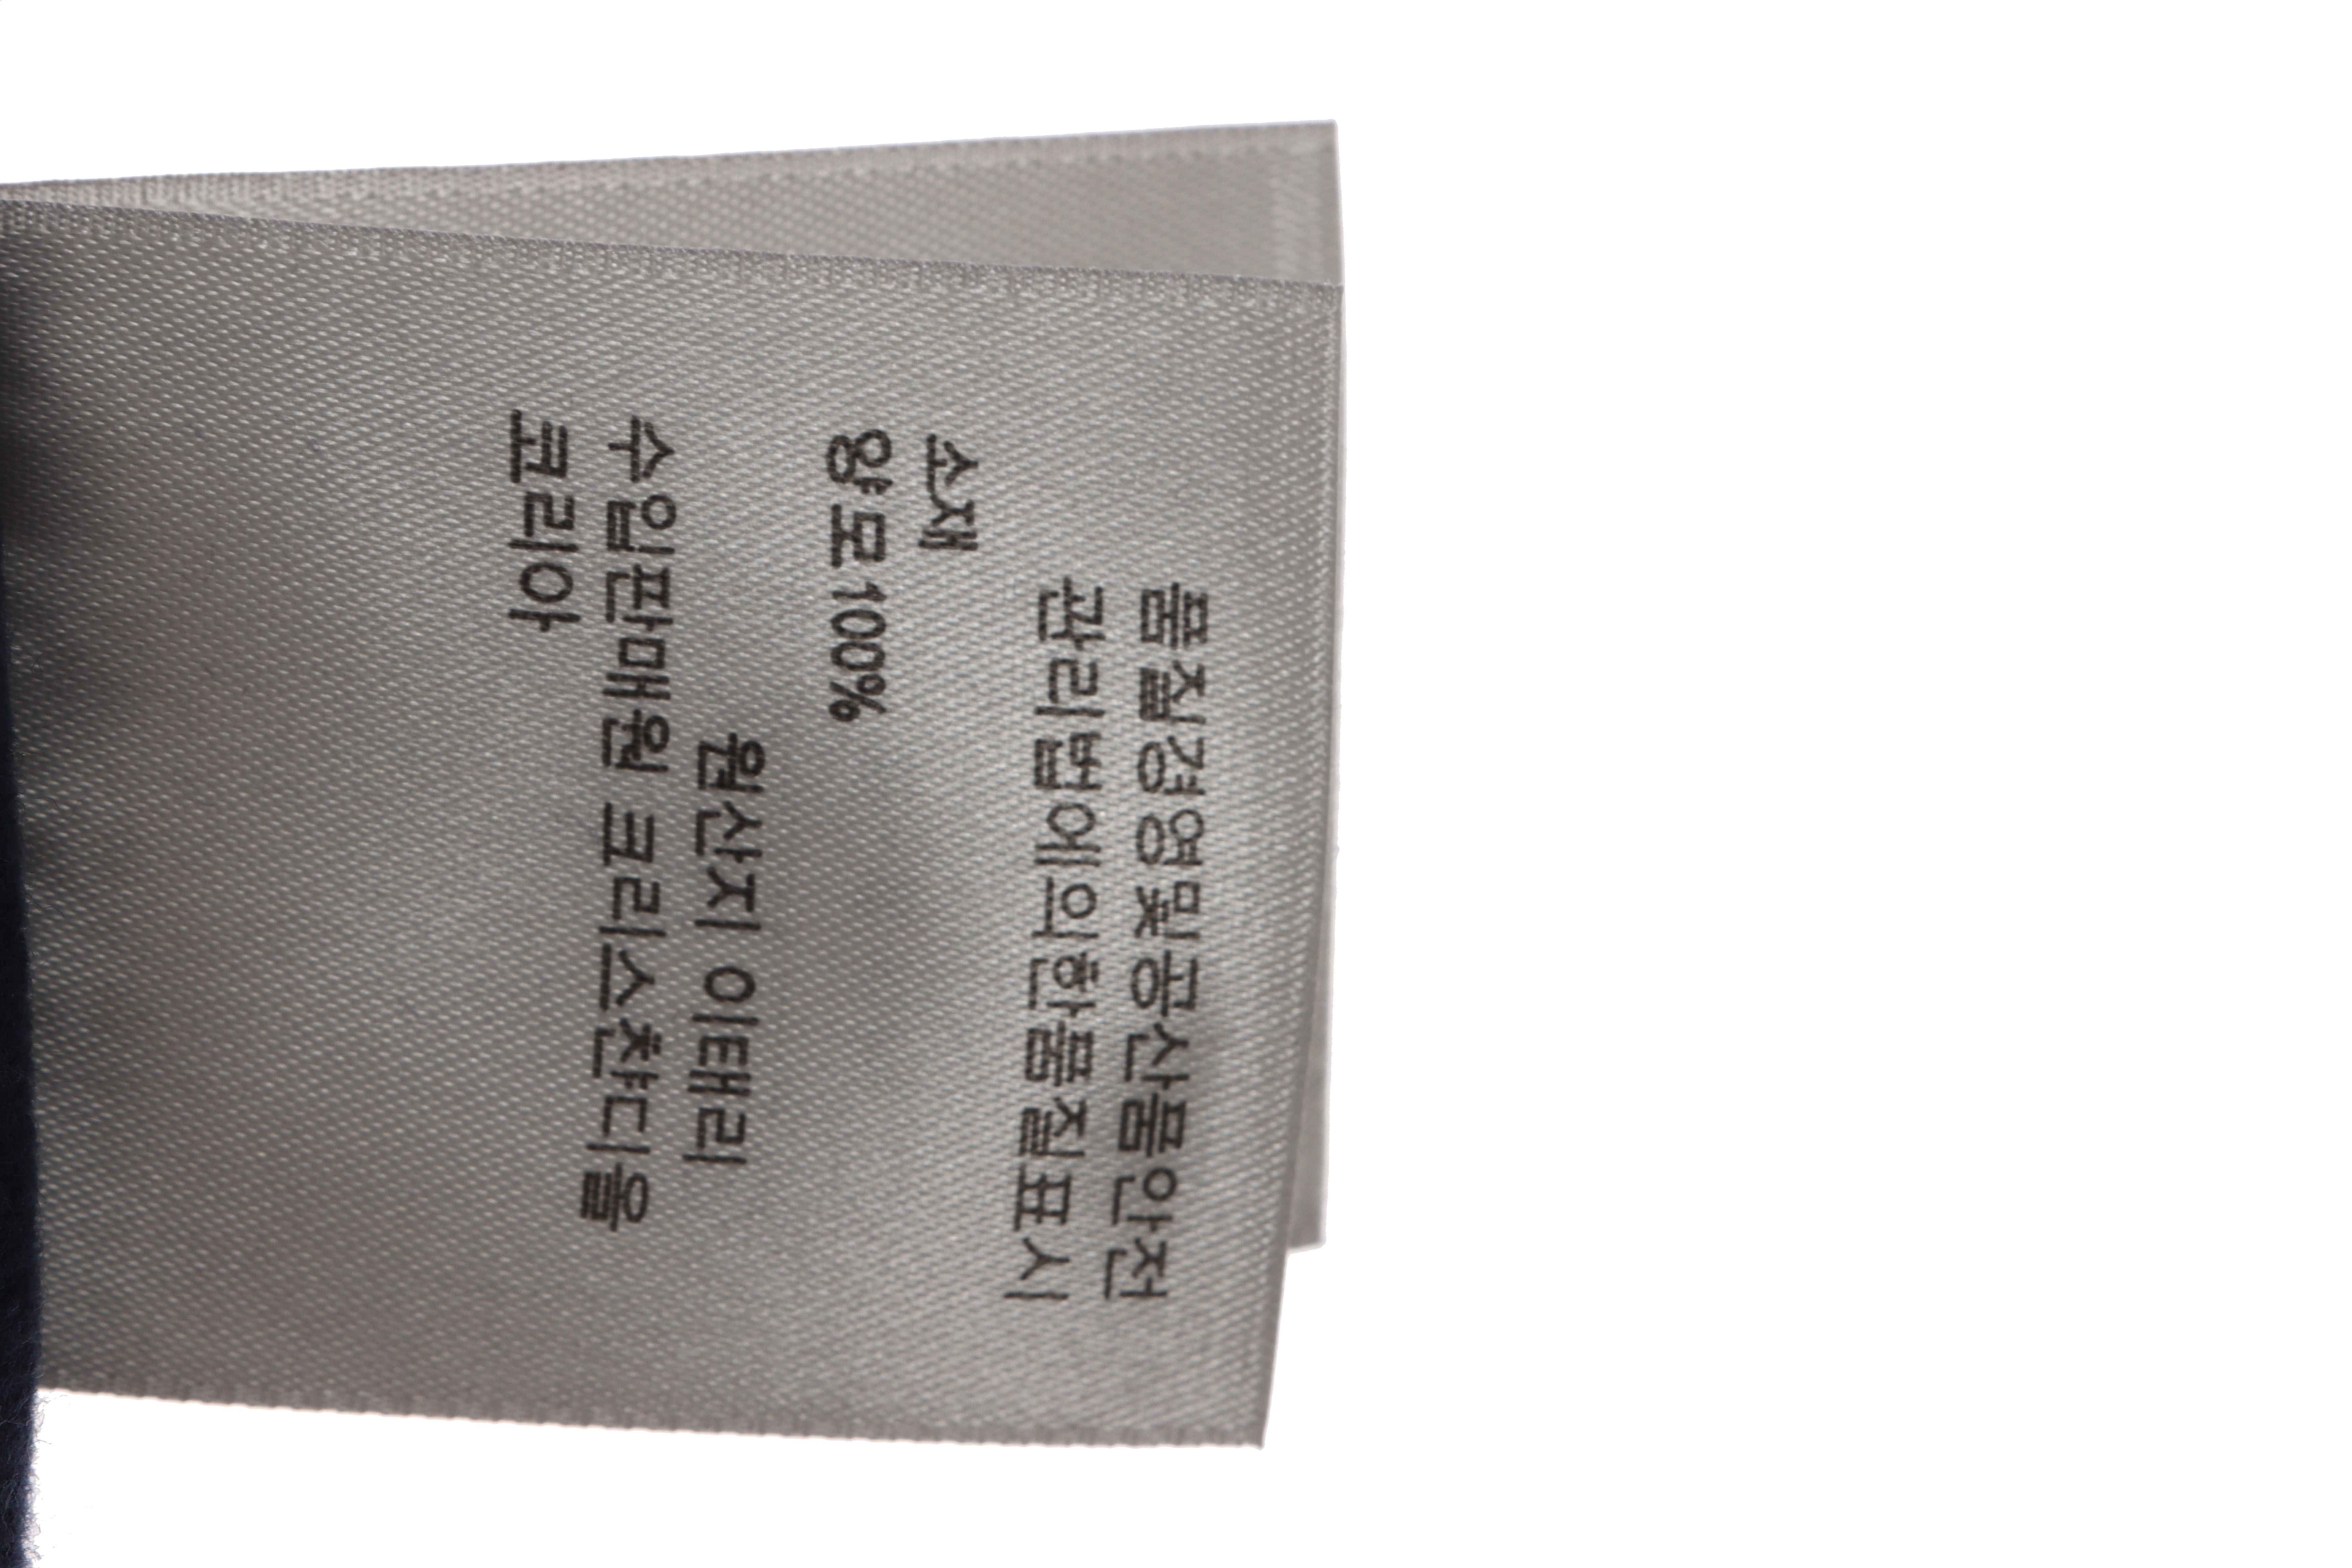 품질경영및공산품안전
관리법에의한품질표시
소재
양모100%
원산지 이태리
수입판매원 크리스챤디올
코리아